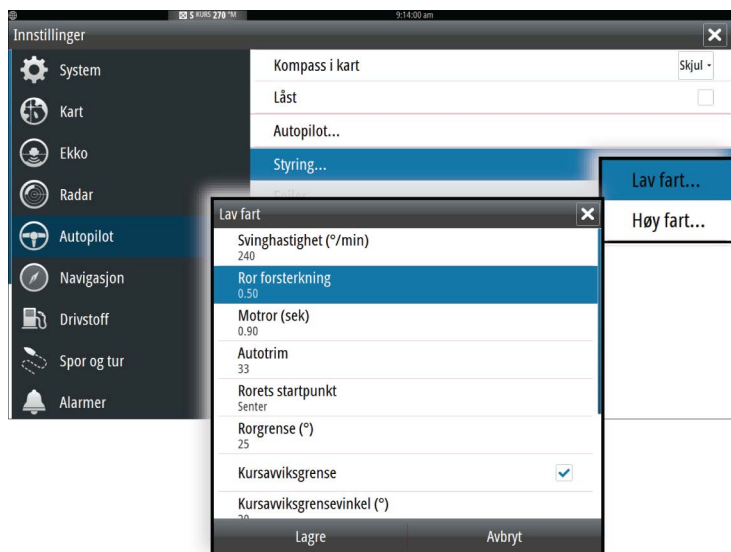 S KURS 270 °M
9:14:00 am
Innstillinger
System
Kart
Ekko
Radar
Autopilot
Navigasjon
Drivstoff
Spor og tur
Alarmer
Kompass i kart
Skjul
Låst
Autopilot...
Styring...
Lav fart...
Høy fart...
Lav fart
Svinghastighet (°/min)
240
Ror forsterkning
0.50
Motror (sek)
0.90
Autotrim
33
Rorets startpunkt
Senter
Rorgrense (°)
25
Kursavviksgrense
Kursavviksgrensevinkel (°)
Lagre
Avbryt